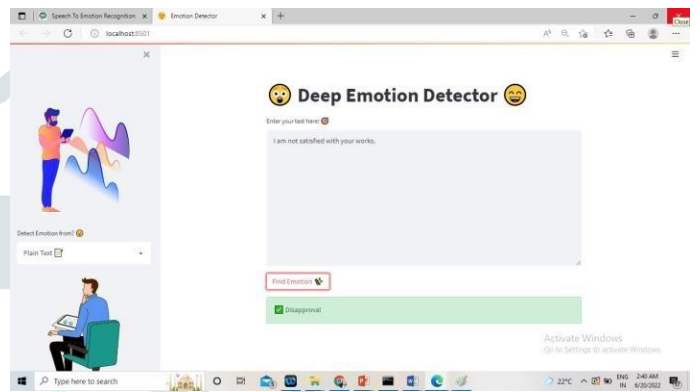 Speech To Emotion Recognition
Emotion Detector
Close
localhost:8501
Deep Emotion Detector
Enter your text here!
I am not satisfied with your works.
Detect Emotion from?
Plain Text
Find Emotion
Disapproval
Activate Windows
Go to Settings to activate Windows.
Type here to search
22°C
ENG
2:40 AM
IN
6/20/2022